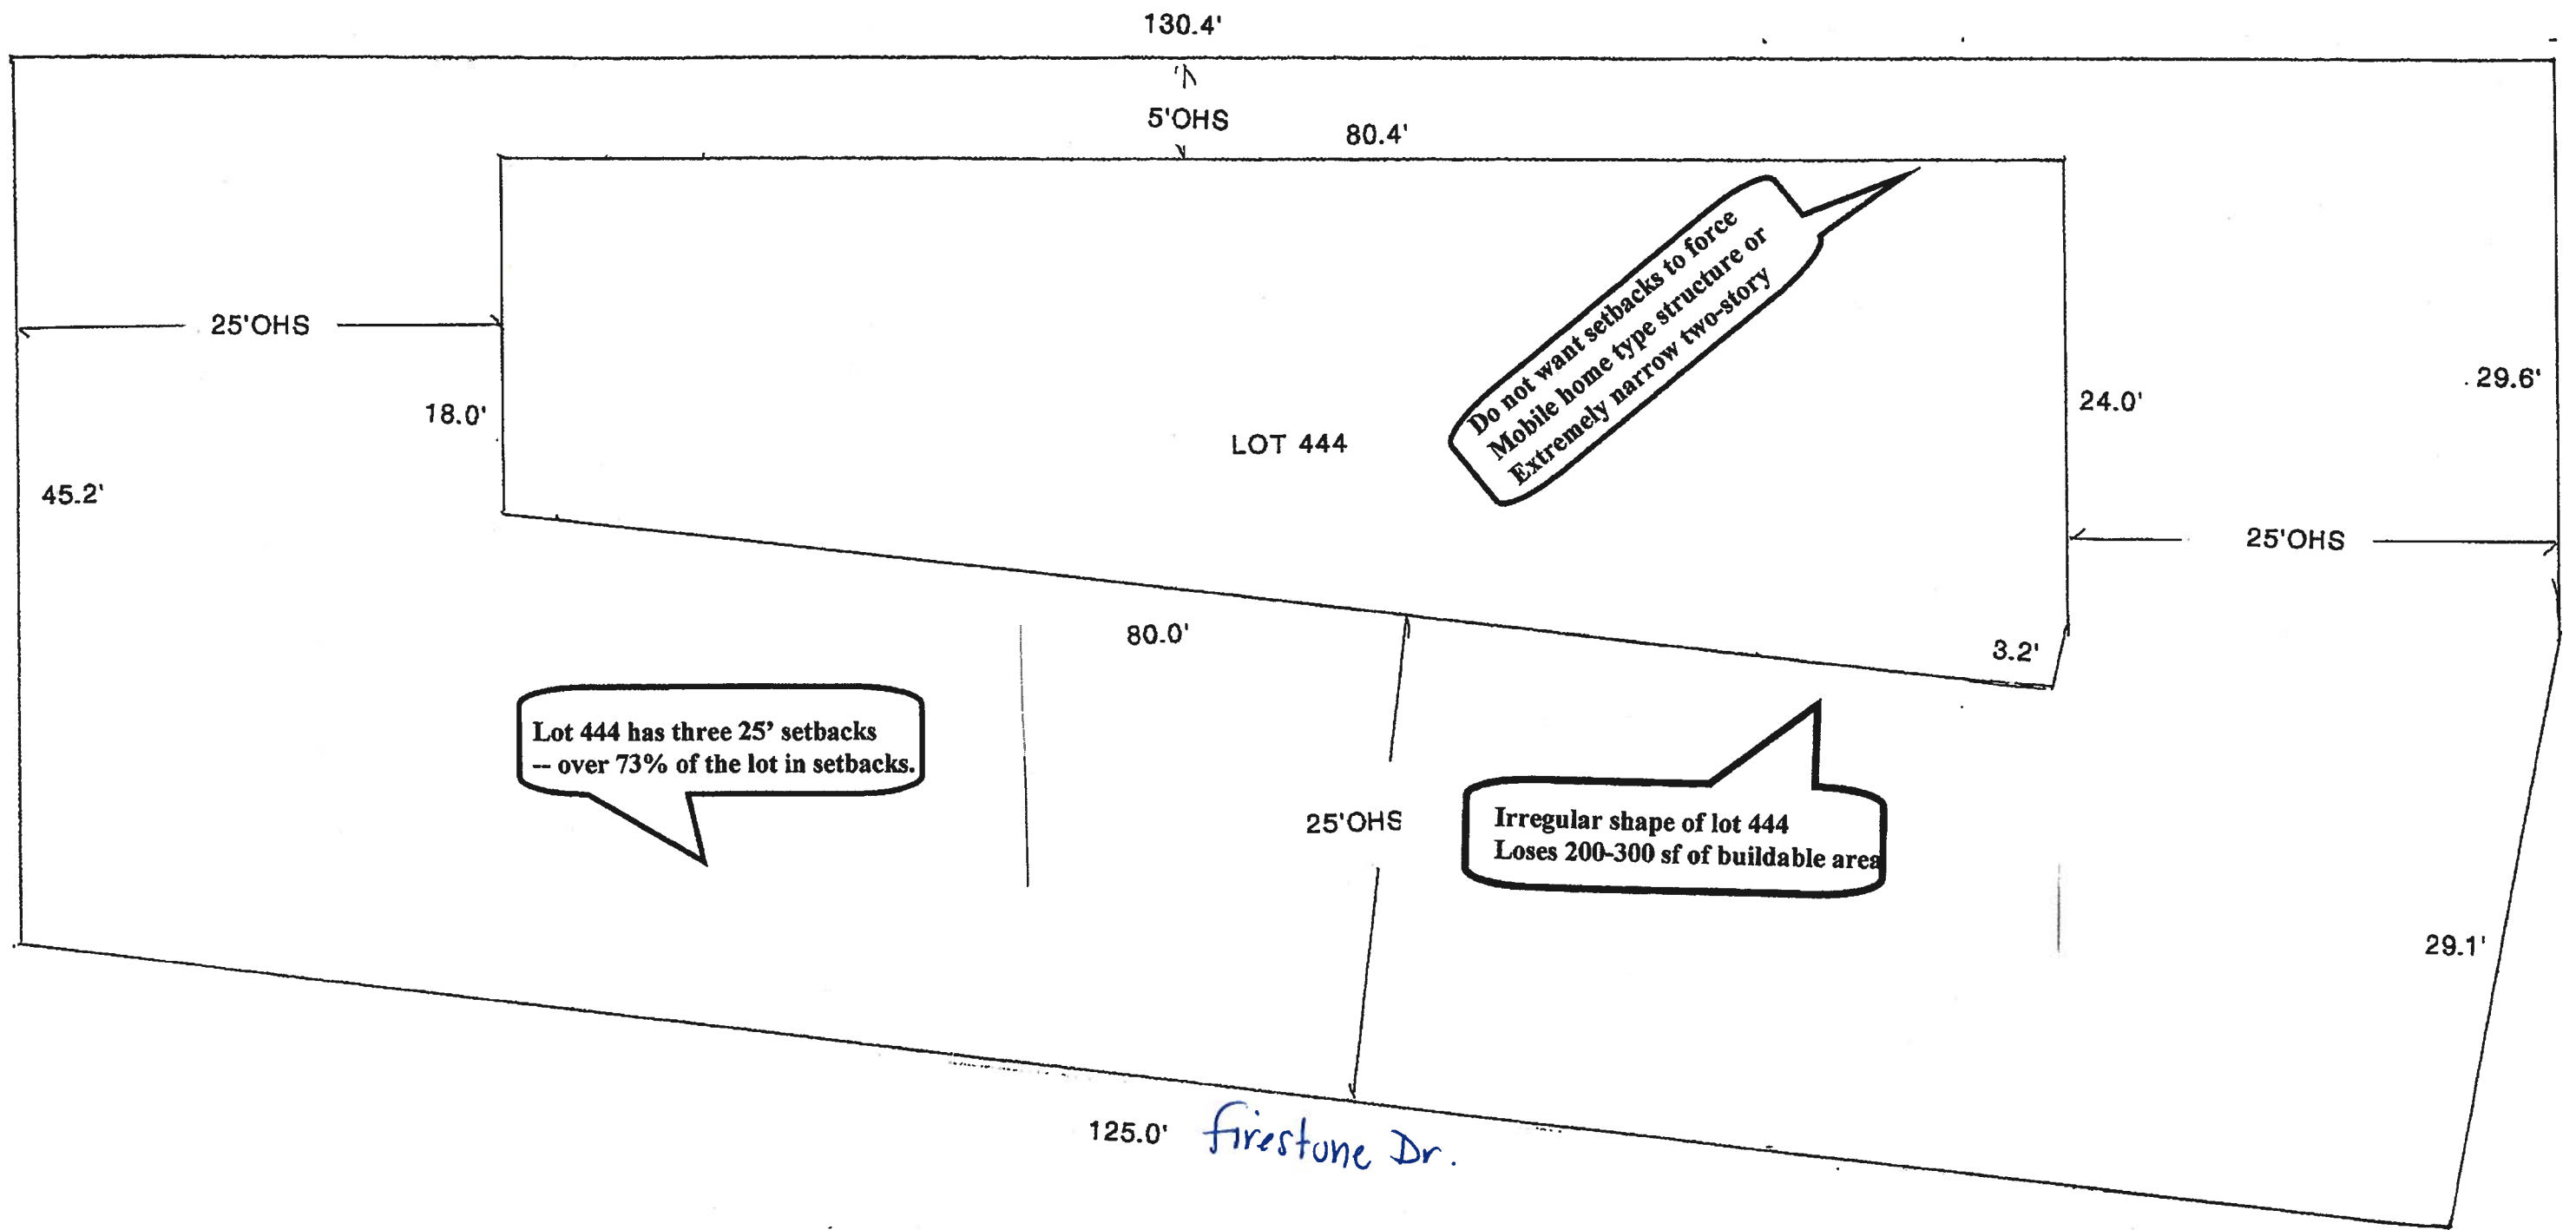 130.4'
5'OHS
80.4'
25'OHS
18.0'
45.2'
LOT 444
Do not want setbacks to force
Mobile home type structure or
Extremely narrow two-story
24.0'
29.6'
25'OHS
80.0'
3.2'
Lot 444 has three 25’ setbacks
-- over 73% of the lot in setbacks.
25'OHS
Irregular shape of lot 444
Loses 200-300 sf of buildable area
29.1'
125.0' Firestone Dr.